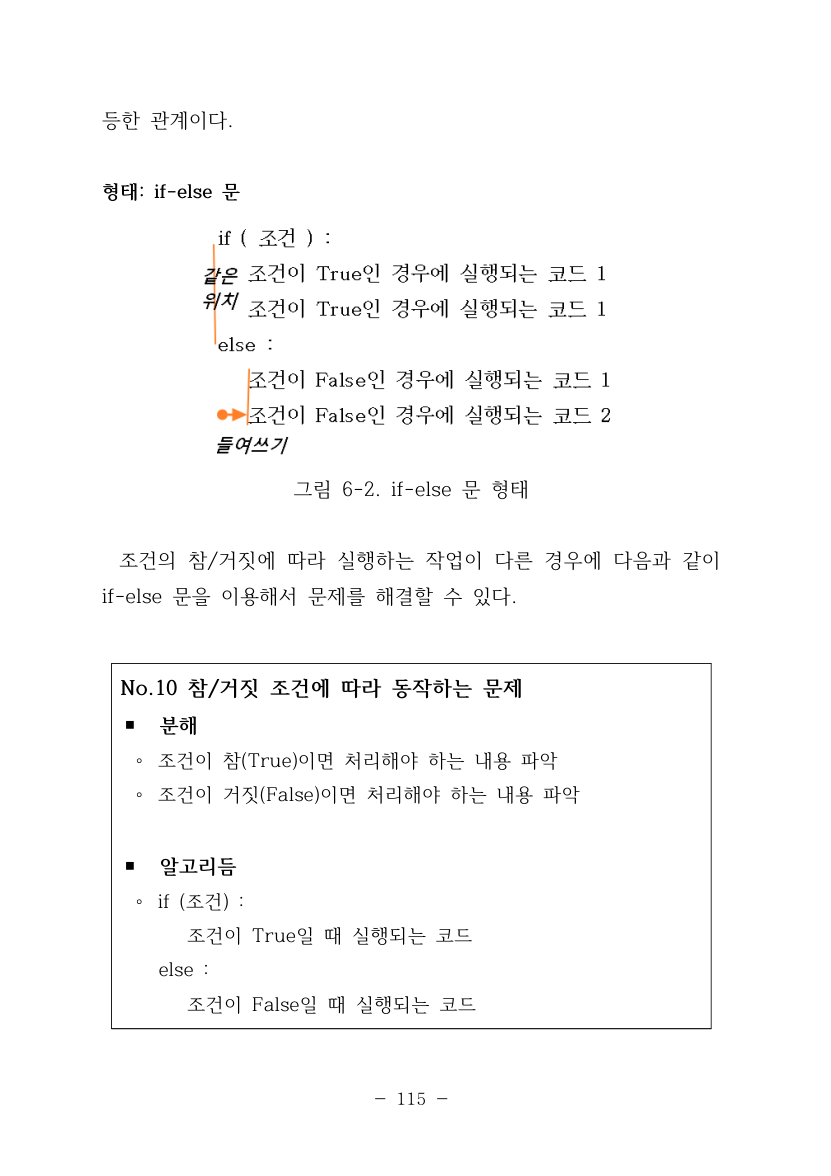 등한 관계이다.
형태: if-else 문
if ( 조건 ) :
같은 조건이 True인 경우에 실행되는 코드 1
위치 조건이 True인 경우에 실행되는 코드 1
else :
조건이 False인 경우에 실행되는 코드 1
조건이 False인 경우에 실행되는 코드 2
들여쓰기
그림 6-2. if-else 문 형태
조건의 참/거짓에 따라 실행하는 작업이 다른 경우에 다음과 같이
if-else 문을 이용해서 문제를 해결할 수 있다.
No.10 참/거짓 조건에 따라 동작하는 문제
▪ 분해
◦ 조건이 참(True)이면 처리해야 하는 내용 파악
◦ 조건이 거짓(False)이면 처리해야 하는 내용 파악
▪ 알고리듬
◦ if (조건) :
조건이 True일 때 실행되는 코드
else :
조건이 False일 때 실행되는 코드
- 115 -